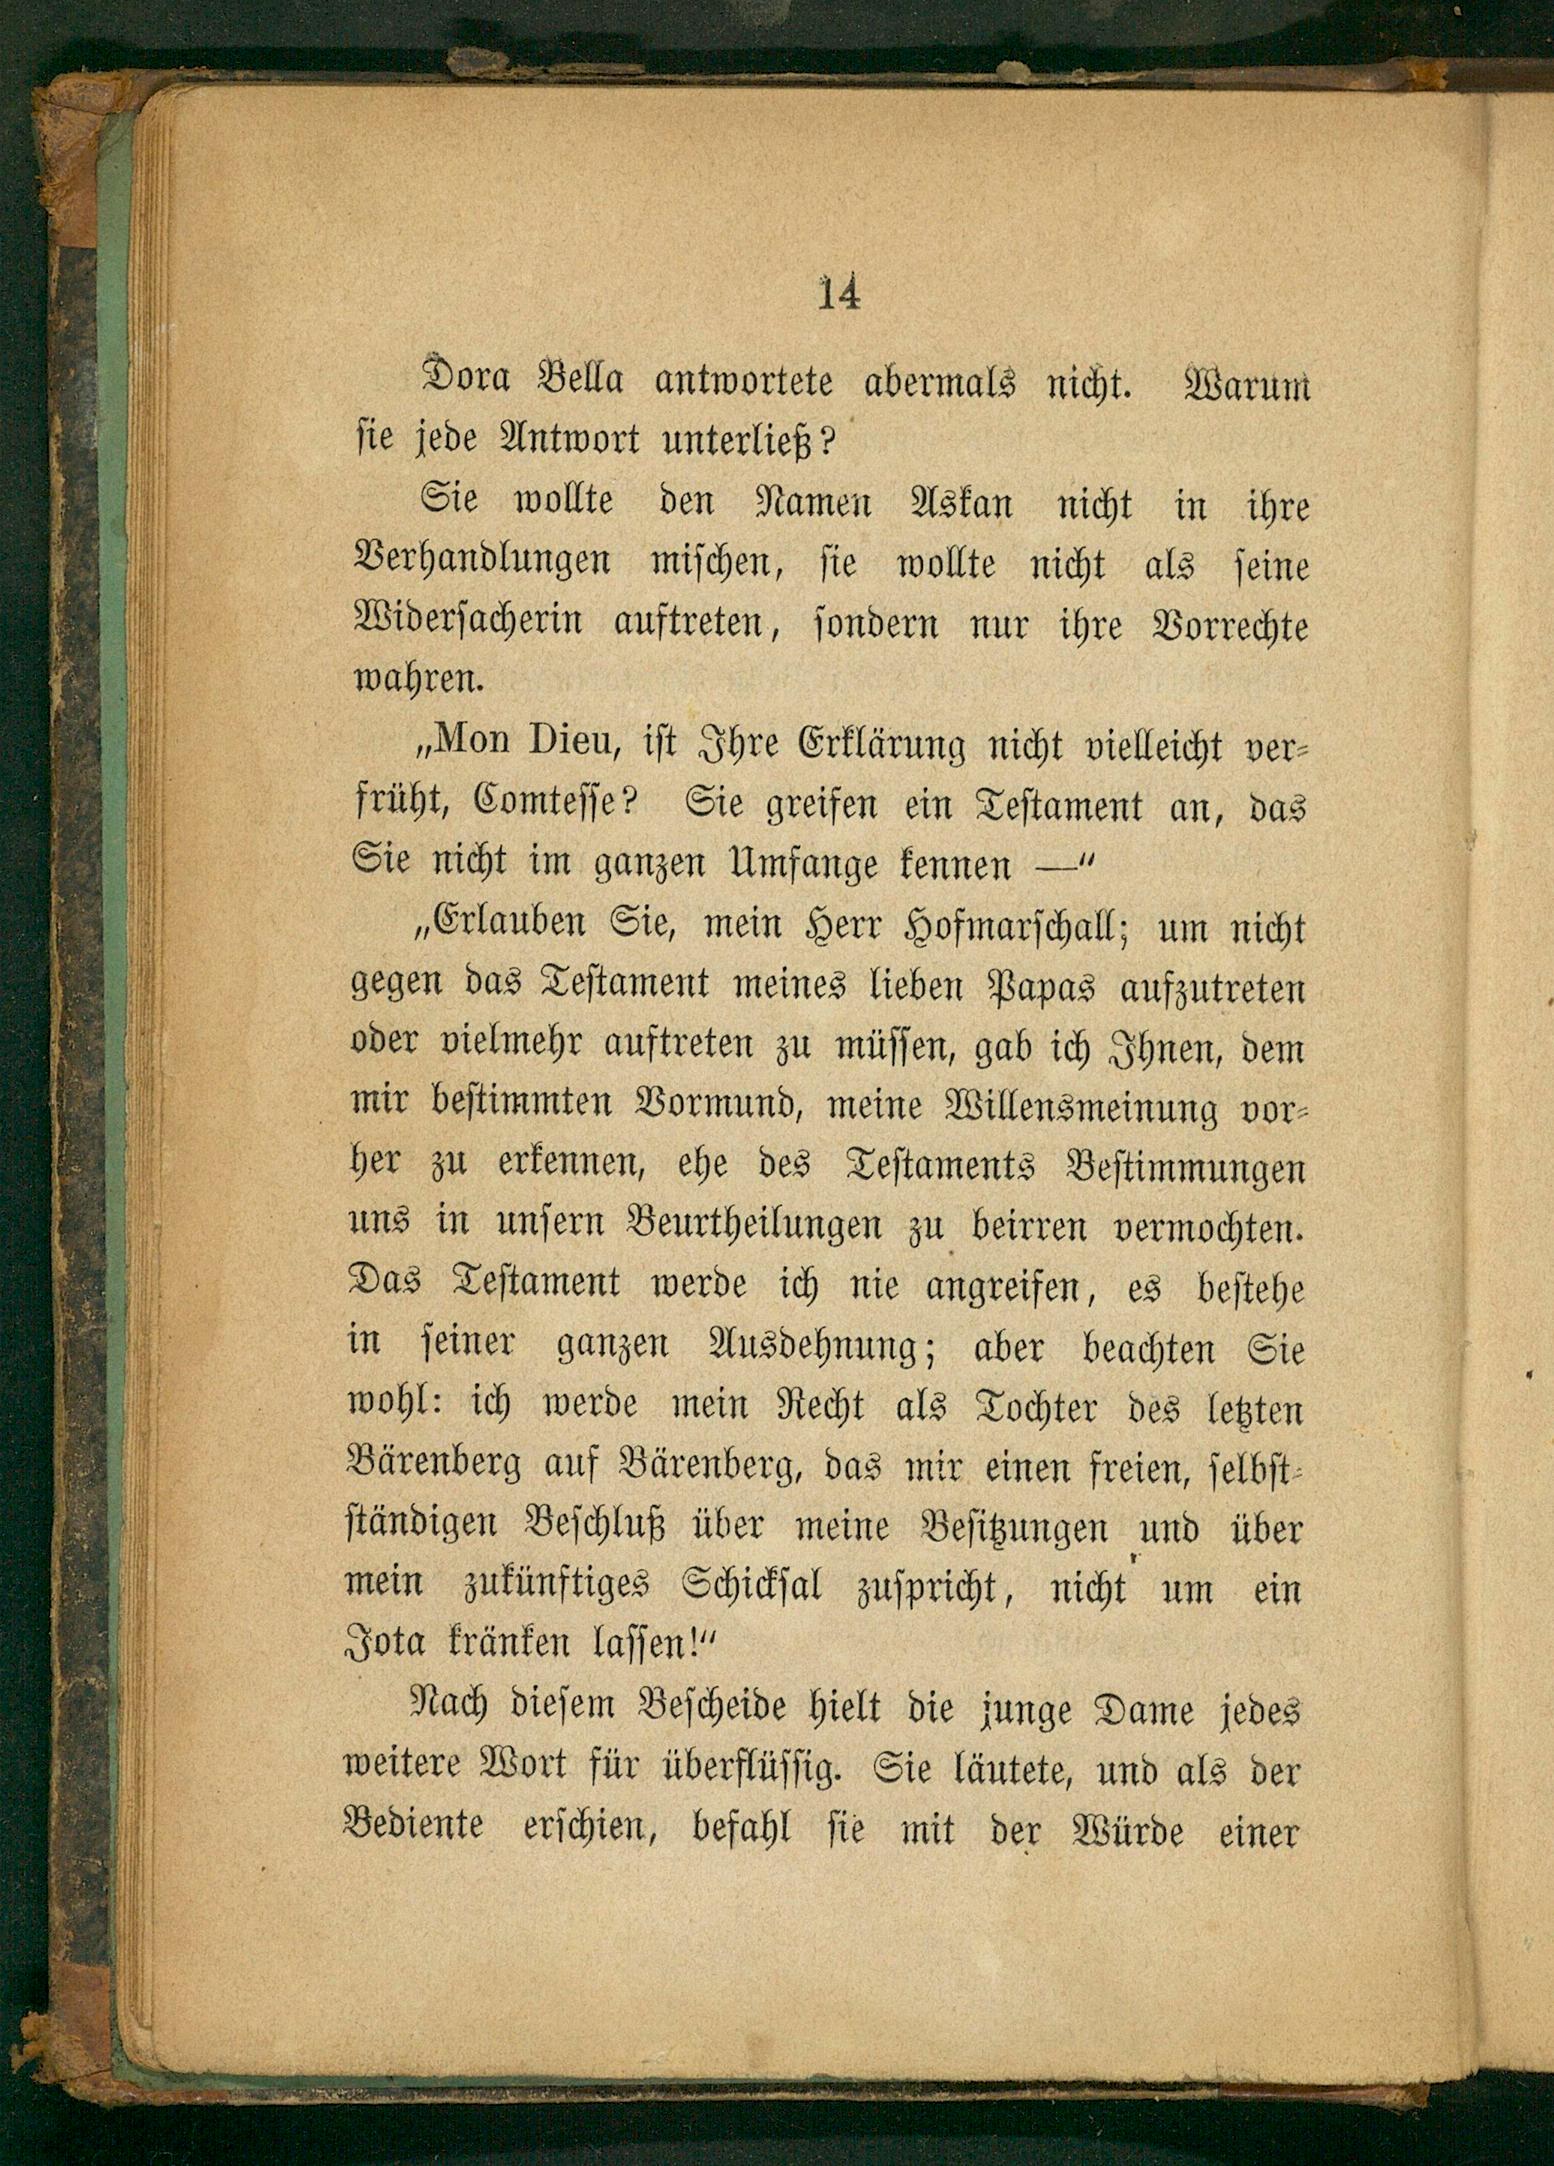 14
Dora Bella antwortete abermals nicht. Warum
sie jede Antwort unterließ?
Sie wollte den Namen Askan nicht in ihre
Verhandlungen mischen, sie wollte nicht als seine
Widersacherin auftreten, sondern nur ihre Vorrechte
wahren.
„Mon Dieu, ist Ihre Erklärung nicht vielleicht ver-
früht, Comtesse? Sie greifen ein Testament an, das
Sie nicht im ganzen Umfange kennen —“
„Erlauben Sie, mein Herr Hofmarschall; um nicht
gegen das Testament meines lieben Papas aufzutreten
oder vielmehr auftreten zu müssen, gab ich Ihnen, dem
mir bestimmten Vormund, meine Willensmeinung vor-
her zu erkennen, ehe des Testaments Bestimmungen
uns in unsern Beurtheilungen zu beirren vermochten.
Das Testament werde ich nie angreifen, es bestehe
in seiner ganzen Ausdehnung; aber beachten Sie
wohl: ich werde mein Recht als Tochter des letzten
Bärenberg auf Bärenberg, das mir einen freien, selbst-
ständigen Beschluß über meine Besitzungen und über
mein zukünftiges Schicksal zuspricht, nicht um ein
Jota kränken lassen!“
Nach diesem Bescheide hielt die junge Dame jedes
weitere Wort für überflüssig. Sie läutete, und als der
Bediente erschien, befahl sie mit der Würde einer